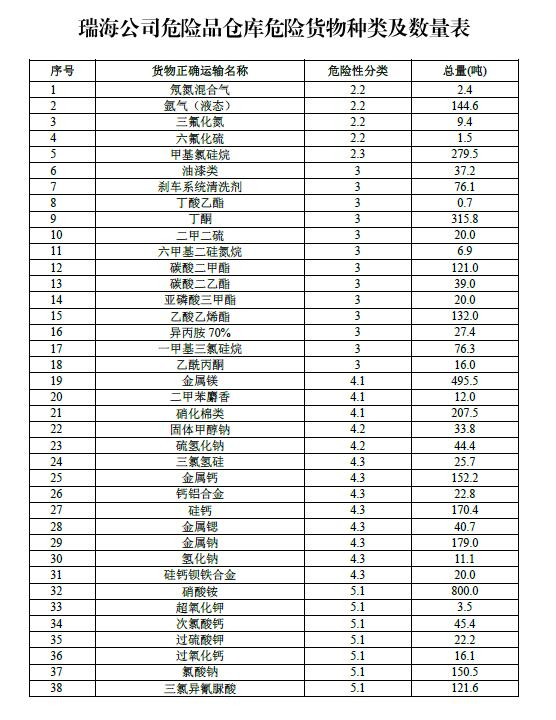 瑞海公司危险品仓库危险货物种类及数量表
序号 货物正确运输名称 危险性分类 总量(吨)
1 氖氮混合气 2.2 2.4
2 氩气（液态） 2.2 144.6
3 三氟化氮 2.2 9.4
4 六氟化硫 2.2 1.5
5 甲基氯硅烷 2.3 279.5
6 油漆类 3 37.2
7 刹车系统清洗剂 3 76.1
8 丁酸乙酯 3 0.7
9 丁酮 3 315.8
10 二甲二硫 3 20.0
11 六甲基二硅氮烷 3 6.9
12 碳酸二甲酯 3 121.0
13 碳酸二乙酯 3 39.0
14 亚磷酸三甲酯 3 20.0
15 乙酸乙烯酯 3 132.0
16 异丙胺 70% 3 27.4
17 一甲基三氯硅烷 3 76.3
18 乙酰丙酮 3 16.0
19 金属镁 4.1 495.5
20 二甲苯麝香 4.1 12.0
21 硝化棉类 4.1 207.5
22 固体甲醇钠 4.2 33.8
23 硫氢化钠 4.2 44.4
24 三氯氢硅 4.3 25.7
25 金属钙 4.3 152.2
26 钙铝合金 4.3 22.8
27 硅钙 4.3 170.4
28 金属锶 4.3 40.7
29 金属钠 4.3 179.0
30 氢化钠 4.3 11.1
31 硅钙钡铁合金 4.3 20.0
32 硝酸铵 5.1 800.0
33 超氧化钾 5.1 3.5
34 次氯酸钙 5.1 45.4
35 过硫酸钾 5.1 22.2
36 过氧化钙 5.1 16.1
37 氯酸钠 5.1 150.5
38 三氯异氰脲酸 5.1 121.6